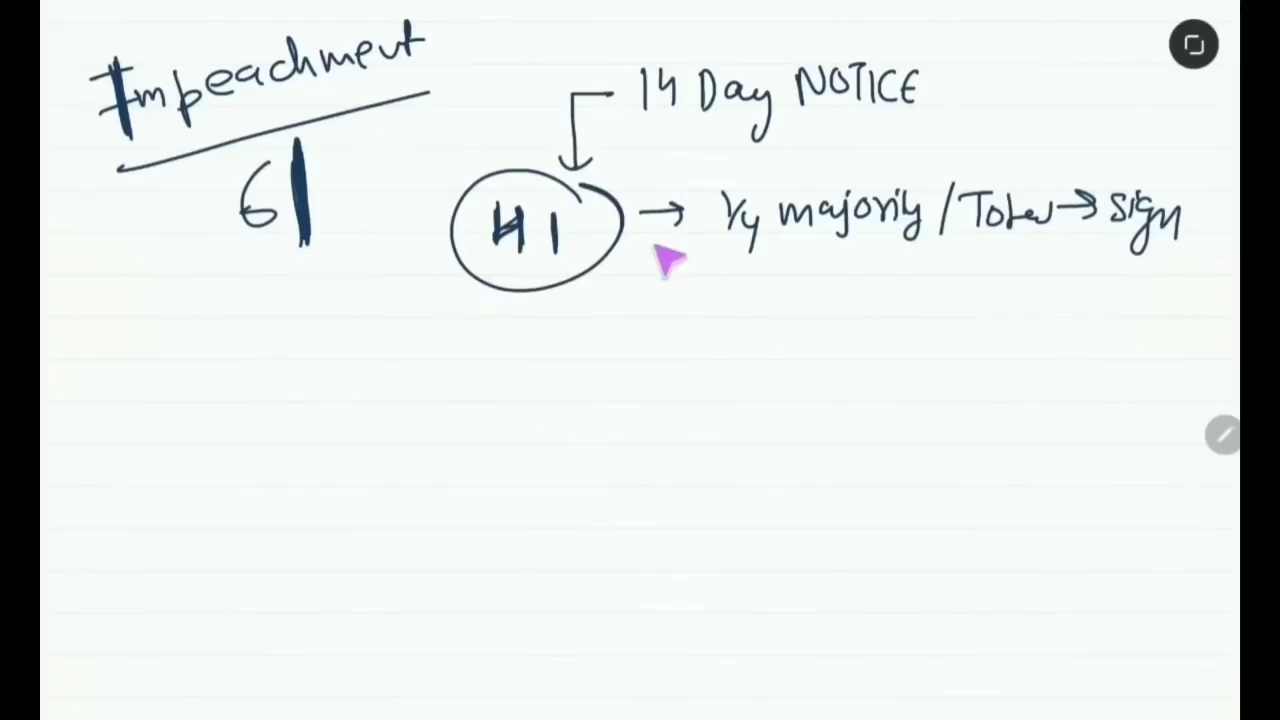 Impeachment
61
14 Day NOTICE
H1 → 1/4 majority / Total → sign